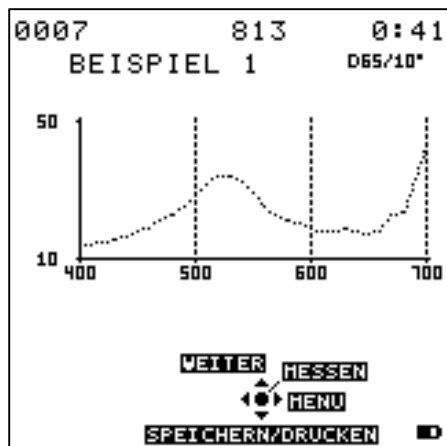 0007 813 0:41
BEISPIEL 1 D65/10°
50
10
400 500 600 700
WEITER
MESSEN
MENU
SPEICHERN/DRUCKEN